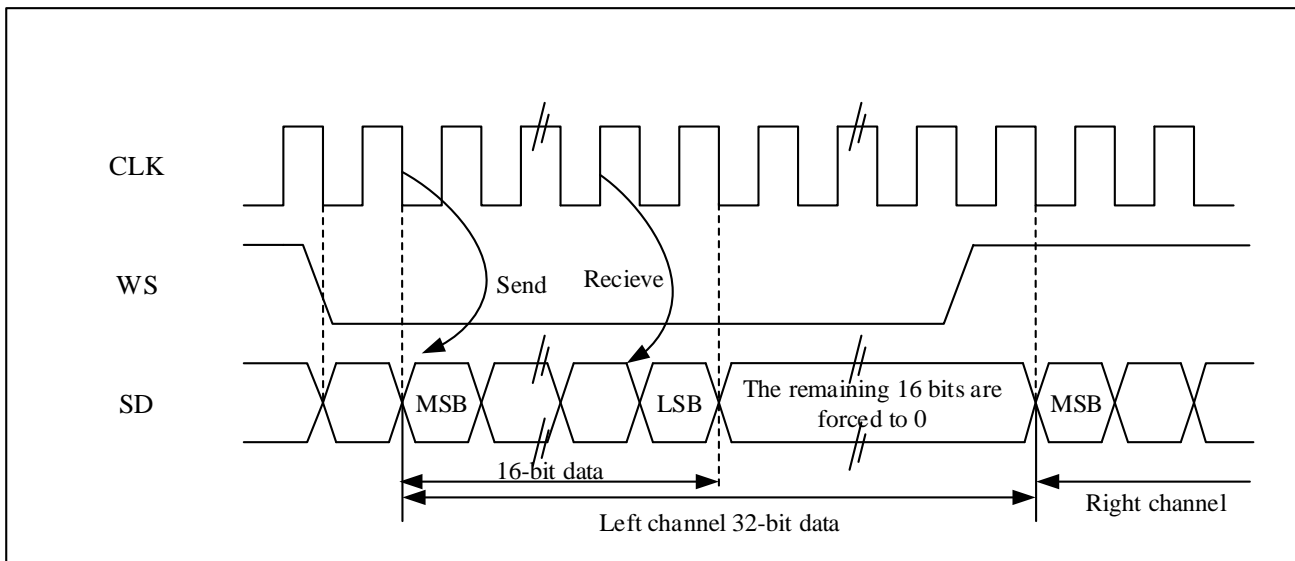 CLK
WS
Send
Recieve
SD
MSB
LSB
The remaining 16 bits are
forced to 0
MSB
16-bit data
Left channel 32-bit data
Right channel